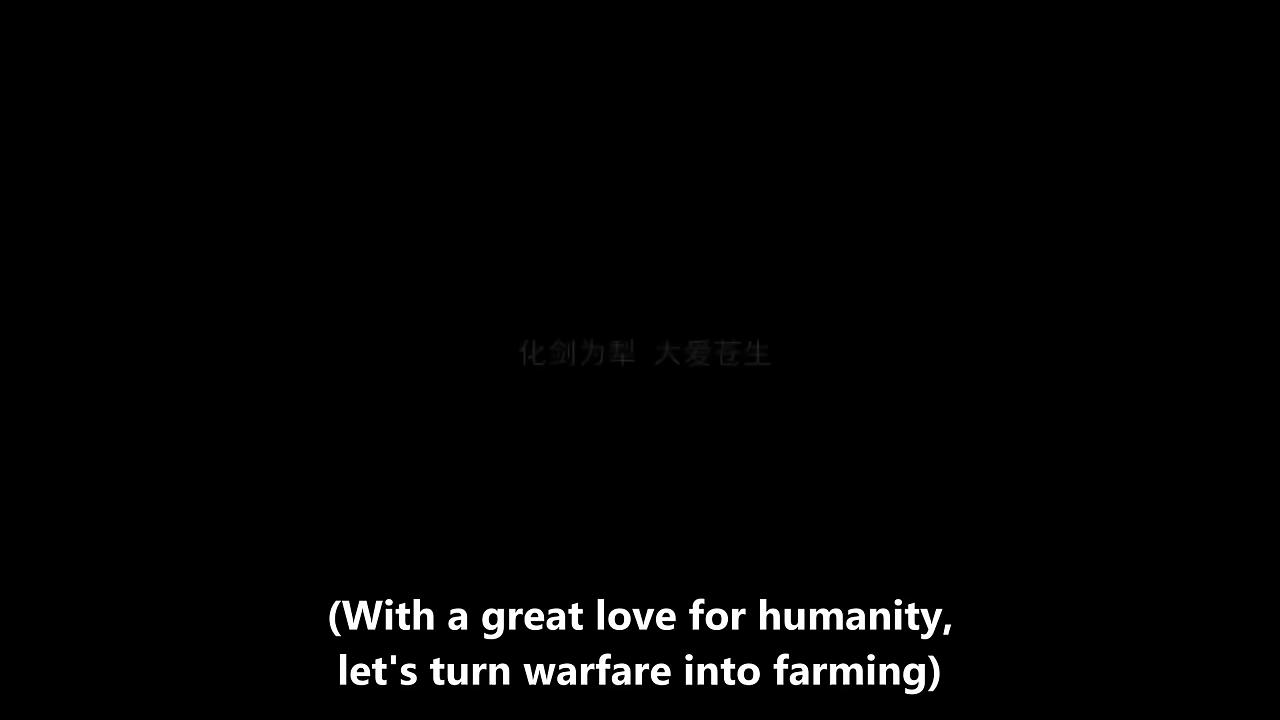 化剑为犁 大爱苍生
(With a great love for humanity,
let's turn warfare into farming)